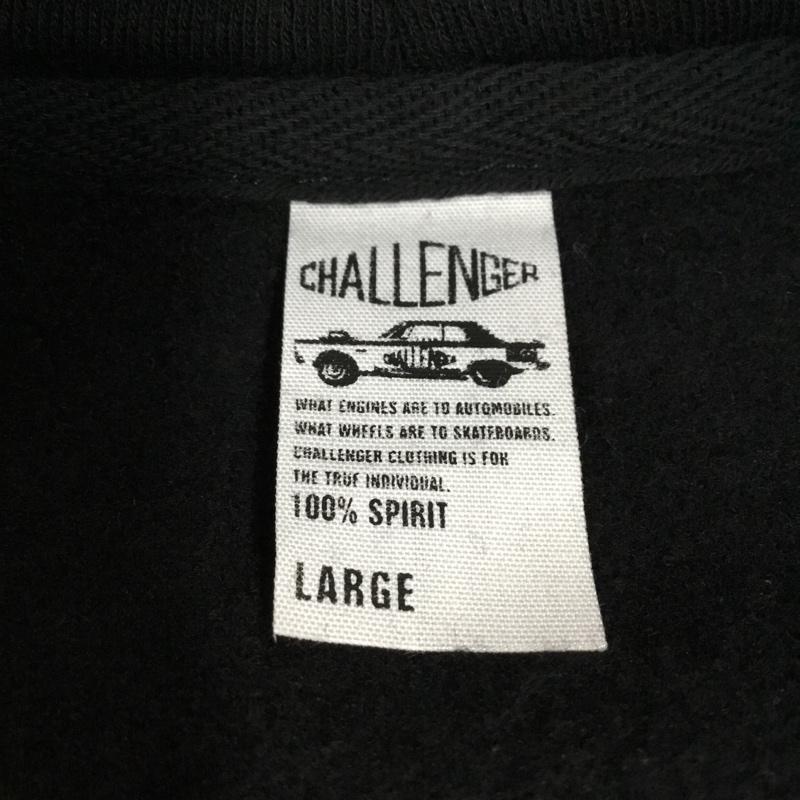 CHALLENGER
CHALLENGER
WHAT ENGINES ARE TO AUTOMOBILES.
WHAT WHEELS ARE TO SKATEBOARDS.
CHALLENGER CLOTHING IS FOR
THE TRUE INDIVIDUAL.
100% SPIRIT
LARGE